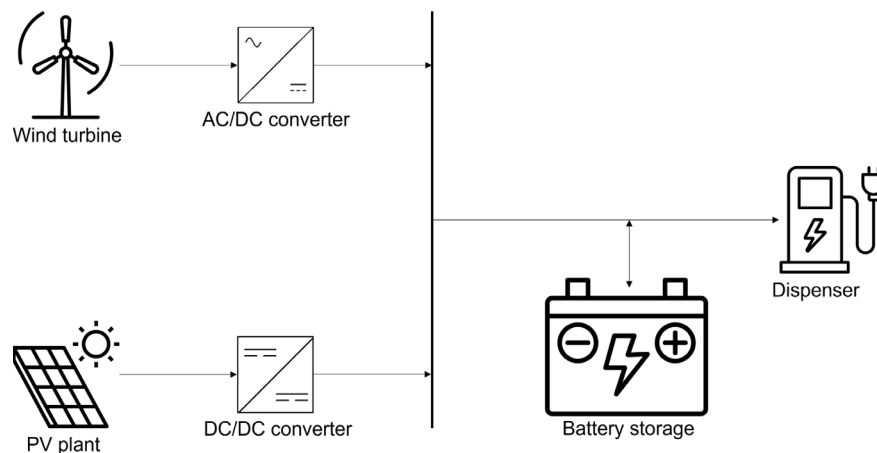 Wind turbine
AC/DC converter
Dispenser
PV plant
DC/DC converter
Battery storage